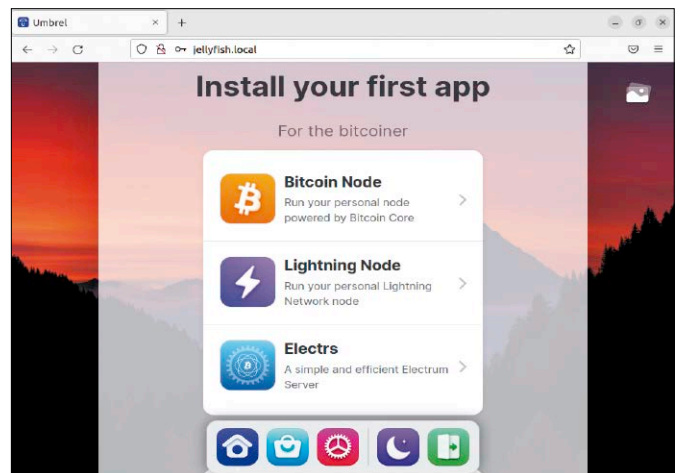 Umbrel
jellyfish.local
Install your first app
For the bitcoiner
Bitcoin Node
Run your personal node
powered by Bitcoin Core
Lightning Node
Run your personal Lightning
Network node
Electrs
A simple and efficient Electrum
Server